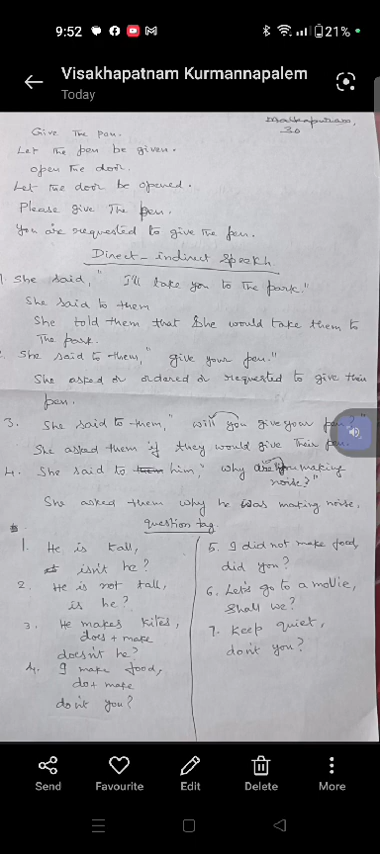 9:52
21%
Visakhapatnam Kurmannapalem
Today
Malkapuram,
30
Give The pen.
Let The pen be given.
open The door.
Let The door be opened.
Please give The pen.
You are requested to give The pen.
Direct - indirect Speekh
1. She said, "I'll take you to The park."
She said to them
She told them that She would take them to
The park.
2. She said to them, "give your pen."
She asked or ordered or requested to give their
pen.
3. She said to them, "will you give your pen?"
She asked them if they would give Their pen.
4. She said to him, "why are you making
noise?"
She asked them why he was making noise.
question tag.
1. He is tall,
isn't he?
2. He is not tall,
is he?
3. He makes kites,
does + make
doesn't he?
4. I make food,
do + make
don't you?
5. I did not make food,
did you?
6. Let's go to a movie,
Shall we?
7. Keep quiet,
don't you?
Send
Favourite
Edit
Delete
More